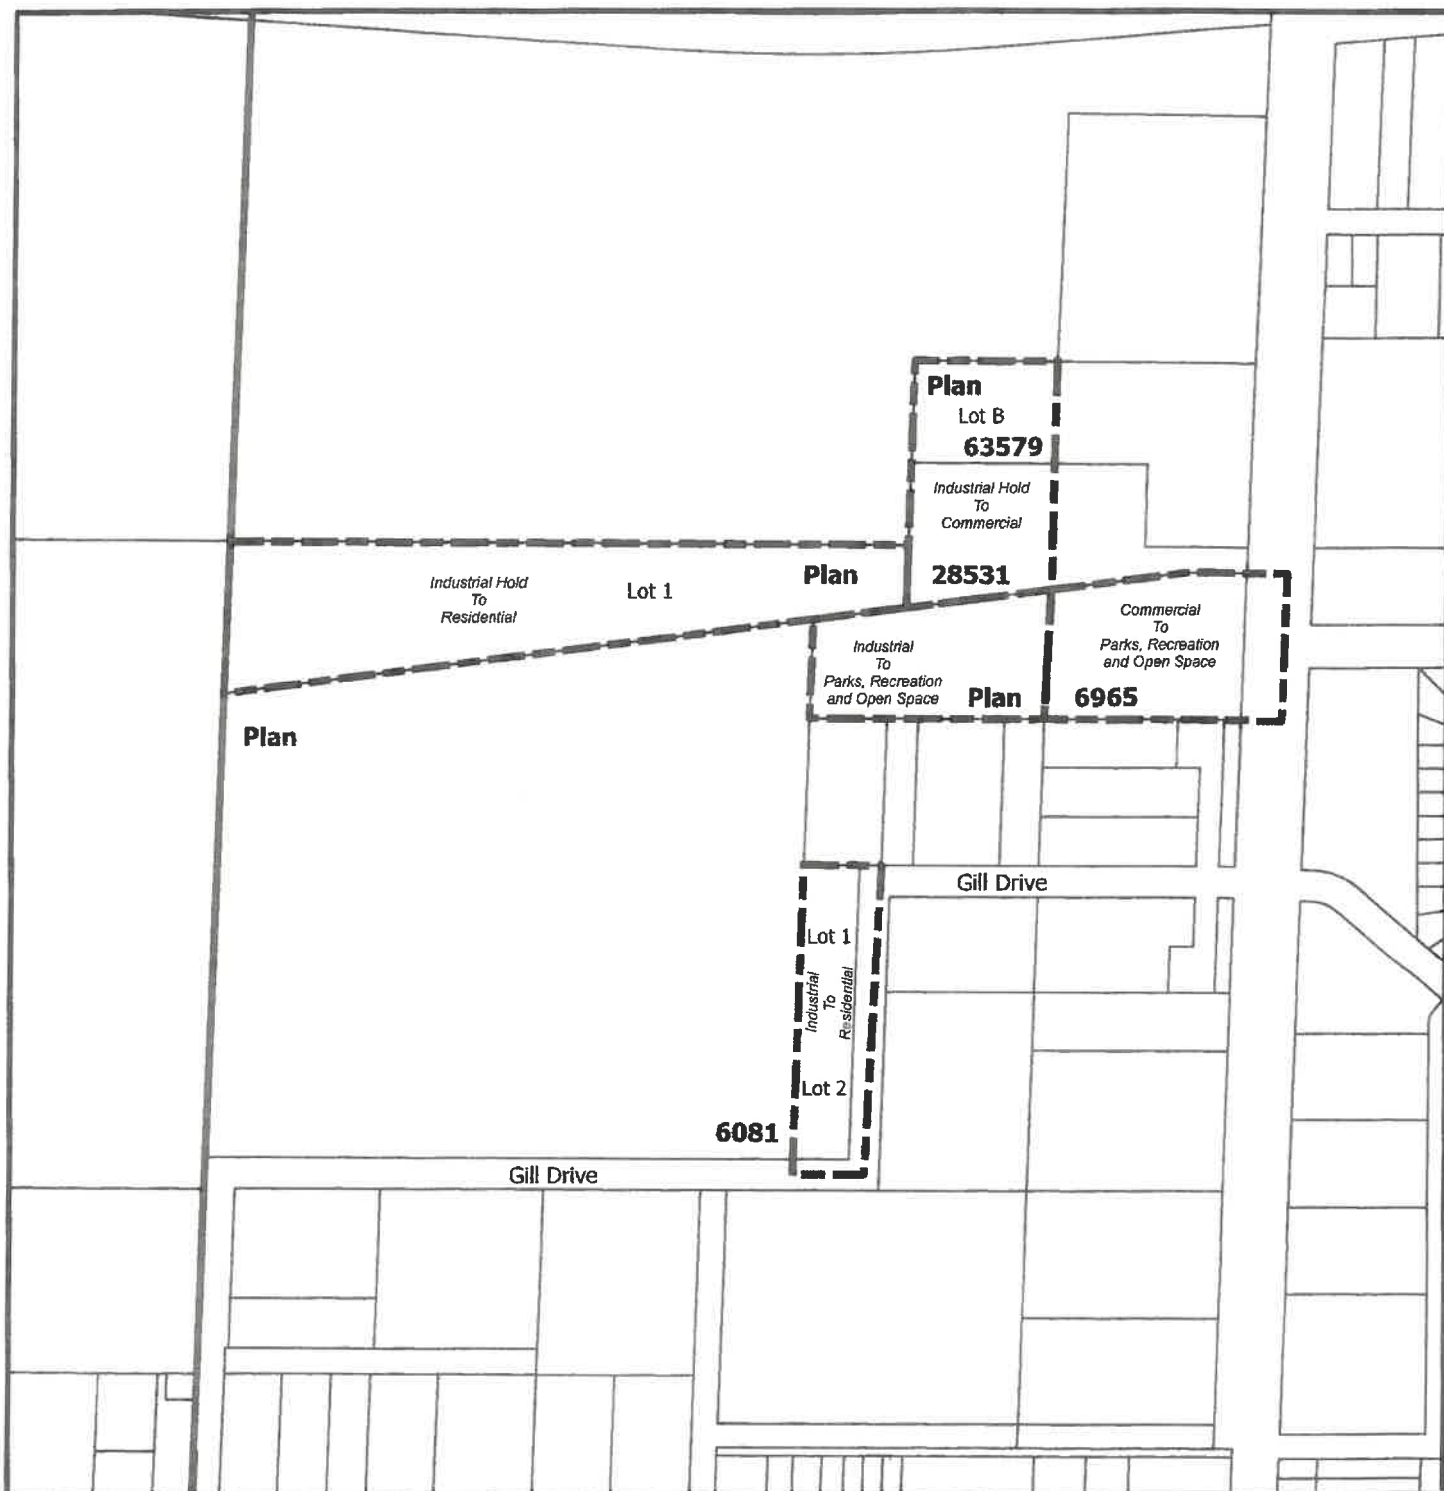 Plan
Lot B
63579
Industrial Hold
To
Commercial
Industrial Hold
To
Residential
Lot 1
Plan
28531
Commercial
To
Parks, Recreation
and Open Space
Industrial
To
Parks, Recreation
and Open Space
Plan
6965
Plan
Gill Drive
Lot 1
Industrial
To
Residential
Lot 2
6081
Gill Drive